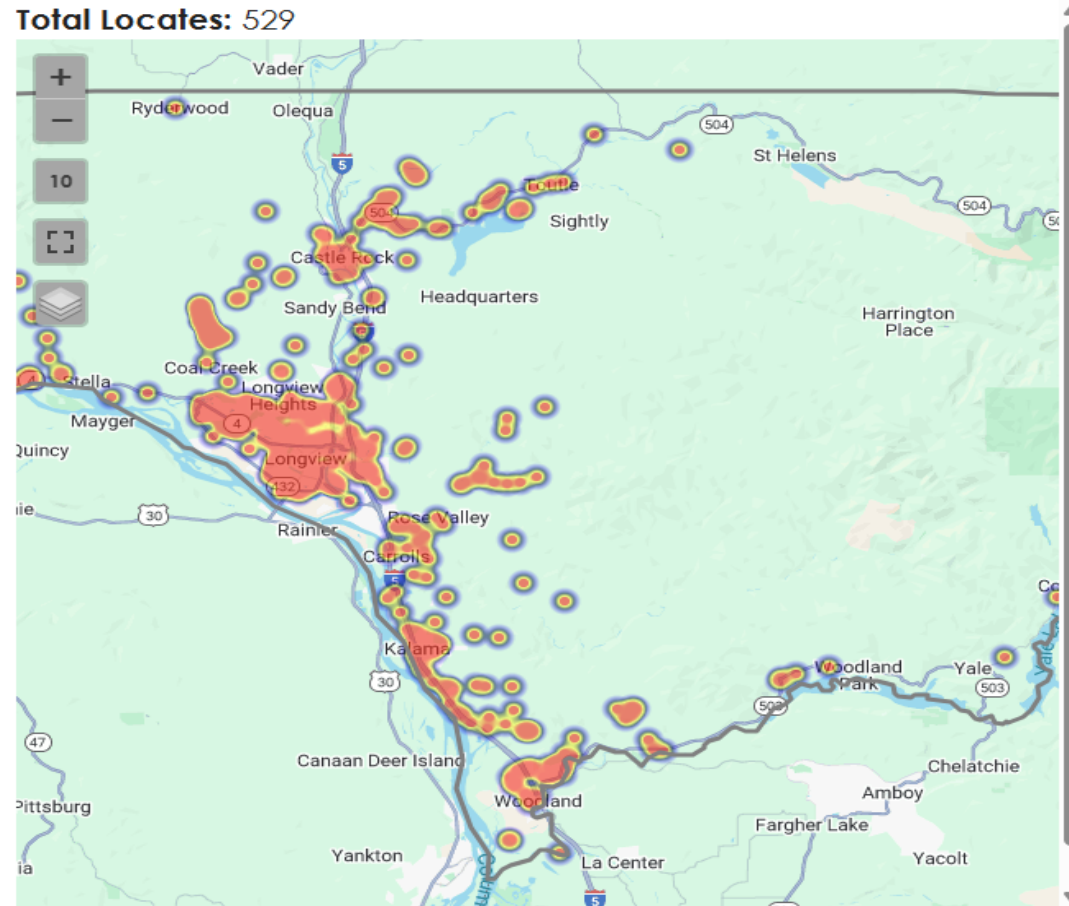 Total Locates: 529
+
Vader
Ryderwood
Olequa
−
504
St Helens
5
10
Toutle
504
504
Sightly
Castle Rock
Headquarters
Sandy Bend
Harrington
Place
Coal Creek
4
Stella
Longview
Heights
Mayger
4
Quincy
Longview
432
30
Rose Valley
Rainier
Carrolls
5
Kalama
Woodland
Park
Yale
30
503
503
47
Canaan Deer Island
Chelatchie
Woodland
Amboy
Pittsburg
Fargher Lake
Yankton
La Center
Yacolt
5